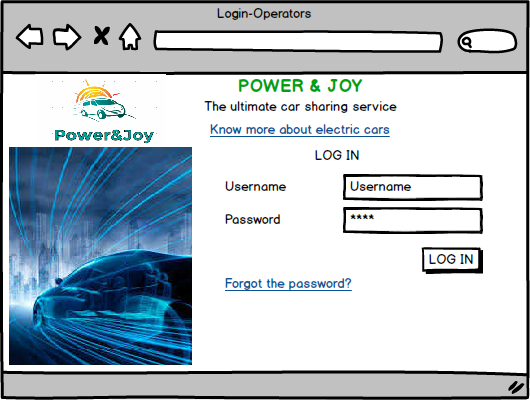 Login-Operators
Power&Joy
POWER & JOY
The ultimate car sharing service
Know more about electric cars
LOG IN
Username Username
Password ****
LOG IN
Forgot the password?